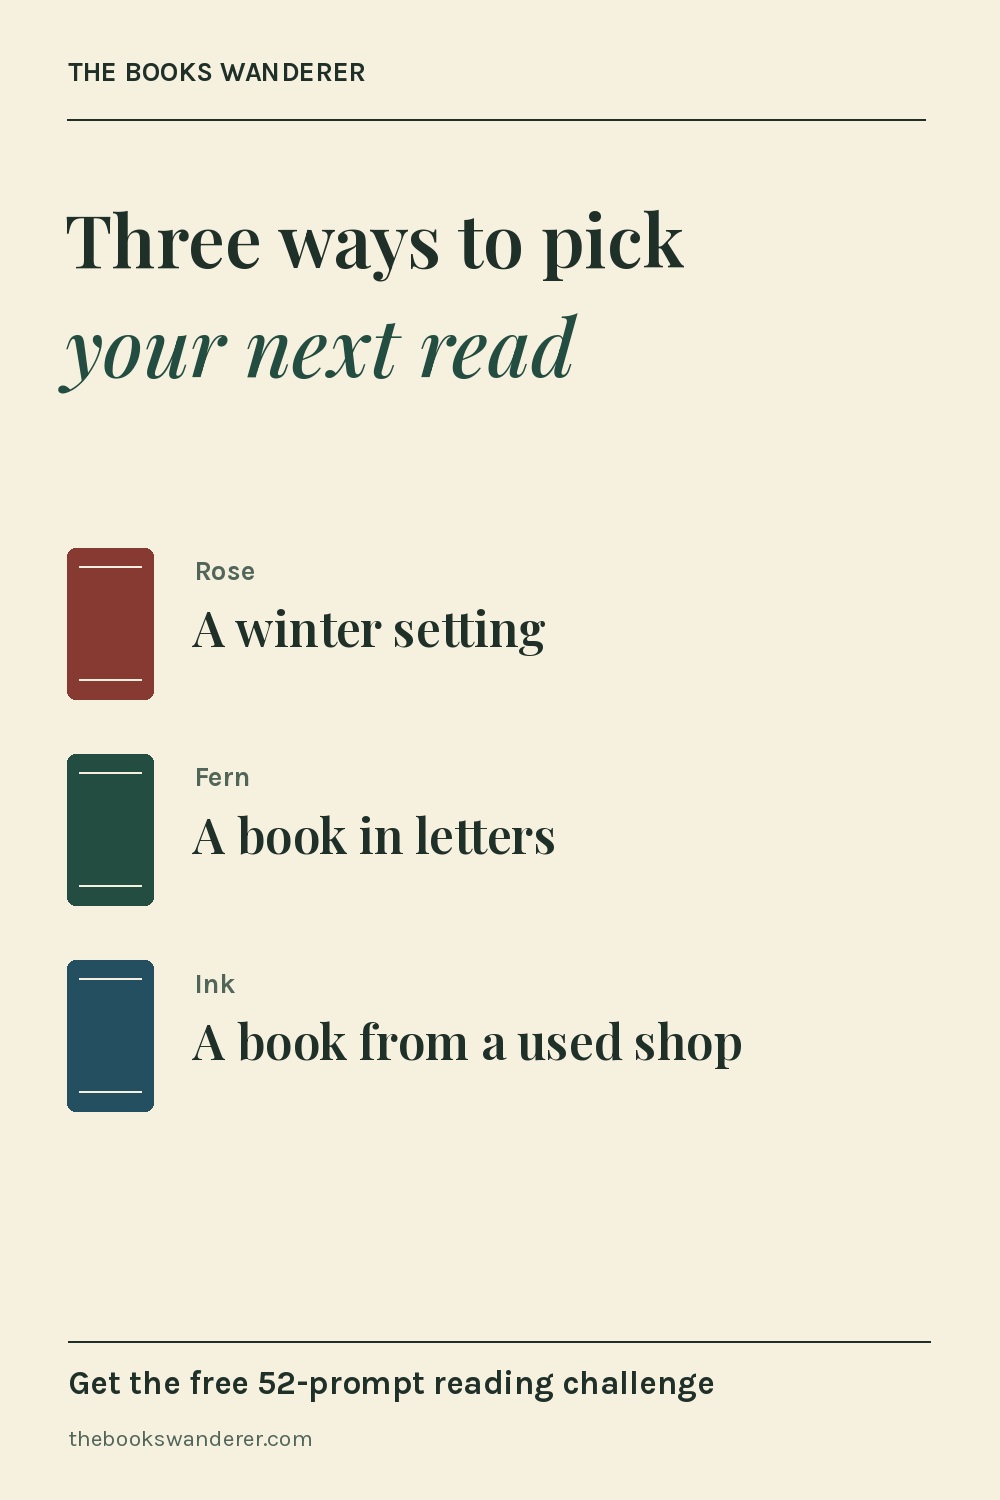 THE BOOKS WANDERER
Three ways to pick
your next read
Rose
A winter setting
Fern
A book in letters
Ink
A book from a used shop
Get the free 52-prompt reading challenge
thebookswanderer.com